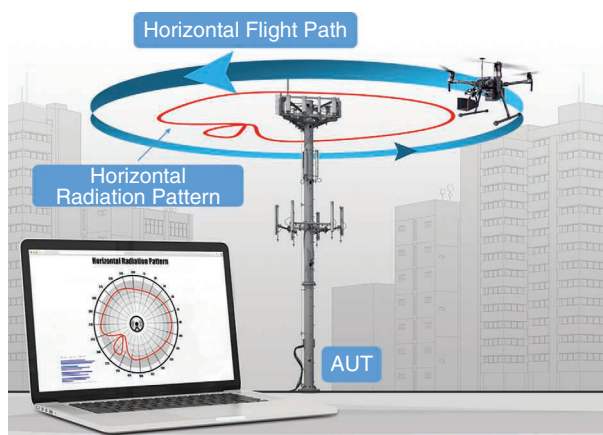 Horizontal Flight Path
Horizontal
Radiation Pattern
Horizontal Radiation Pattern
AUT